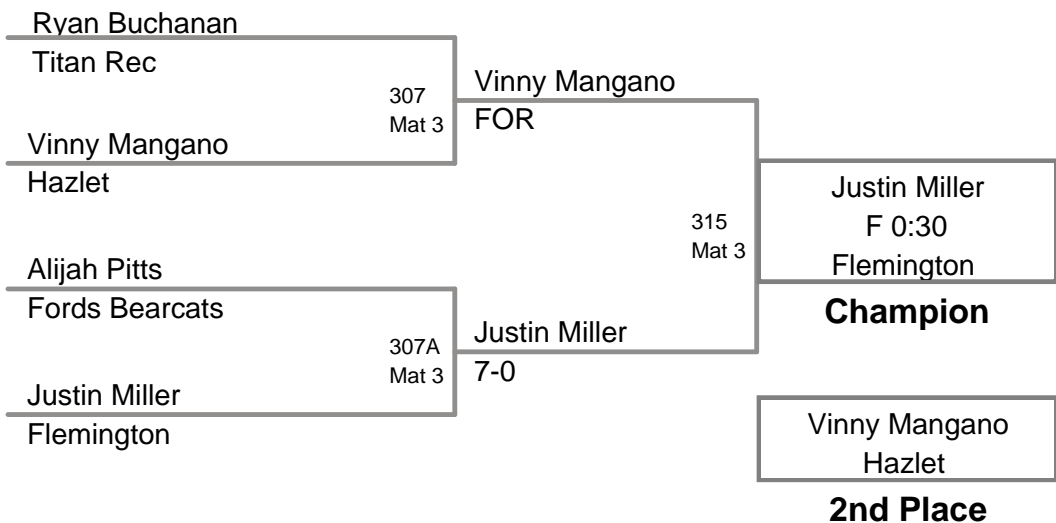 Ryan Buchanan
Titan Rec
307
Mat 3
Vinny Mangano
Hazlet
Vinny Mangano
FOR
Alijah Pitts
Fords Bearcats
307A
Mat 3
Justin Miller
Flemington
Justin Miller
7-0
315
Mat 3
Justin Miller
F 0:30
Flemington
Champion
Vinny Mangano
Hazlet
2nd Place